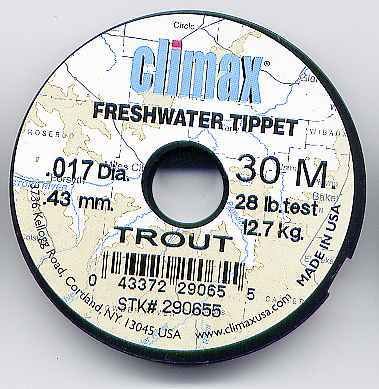 climax®
FRESHWATER TIPPET
.017 Dia.
.43 mm.
30 M
28 lb.test
12.7 kg.
TROUT
0 43372 29065 5
STK# 290655
3736 Kellogg Road, Cortland NY 13045 USA
www.climaxusa.com
MADE IN USA
Circle